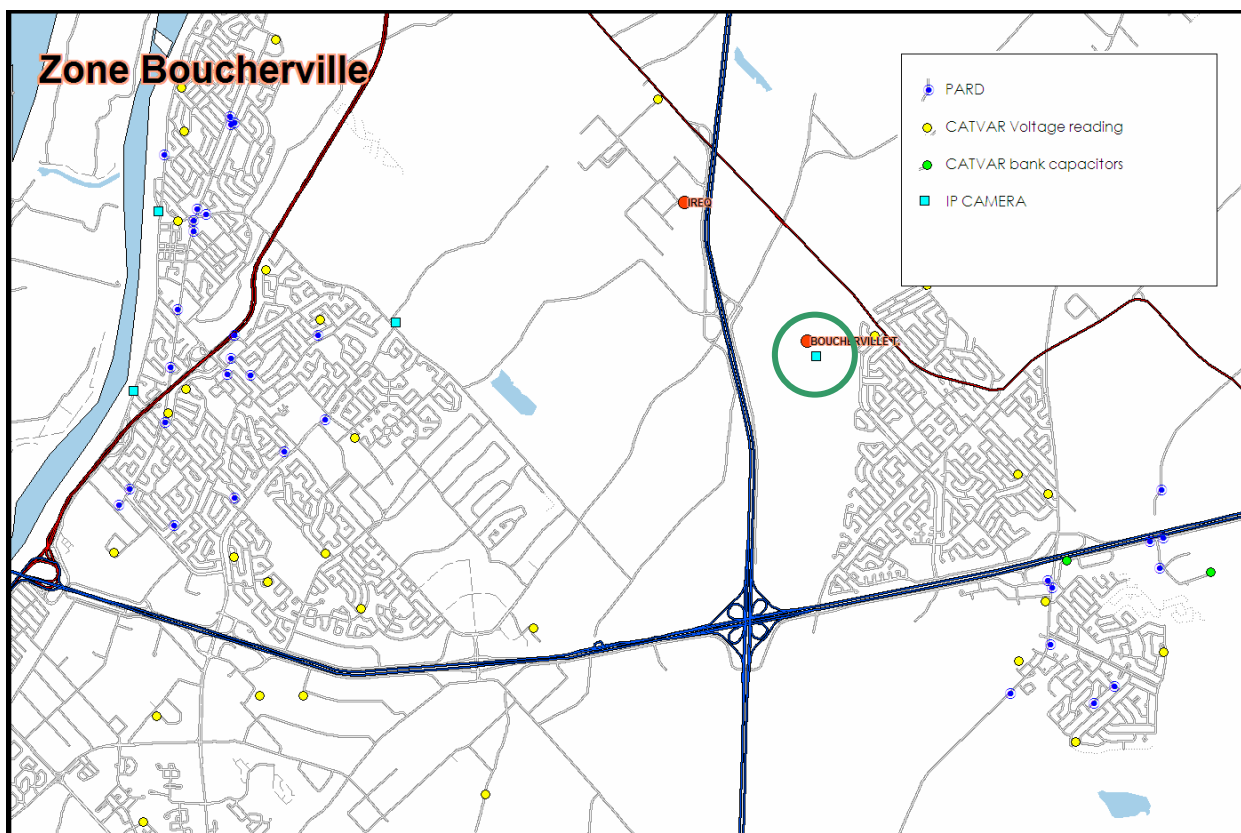 Zone Boucherville
PARD
CATVAR Voltage reading
CATVAR bank capacitors
IP CAMERA
IREQ
BOUCHERVILLE T.